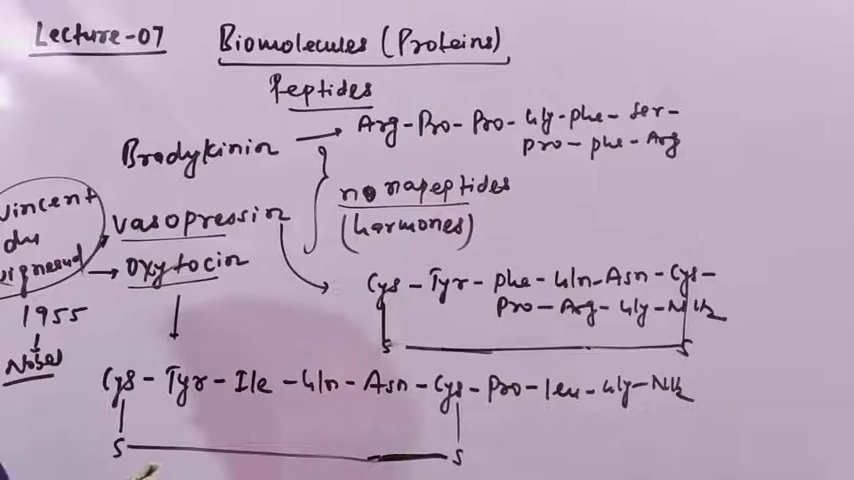 Lecture-07
Biomolecules (Proteins)
Peptides
Bradykinin → Arg-Pro-Pro-Gly-phe-Ser-
pro-phe-Arg
nonapeptides
(hormones)
Vincent
du
vigneaud
1955
Nobel
vasopressin
oxytocin
Cys-Tyr-phe-Gln-Asn-Cys-
Pro-Arg-Gly-NH2
S S
Cys-Tyr-Ile-Gln-Asn-Cys-Pro-leu-Gly-NH2
S S